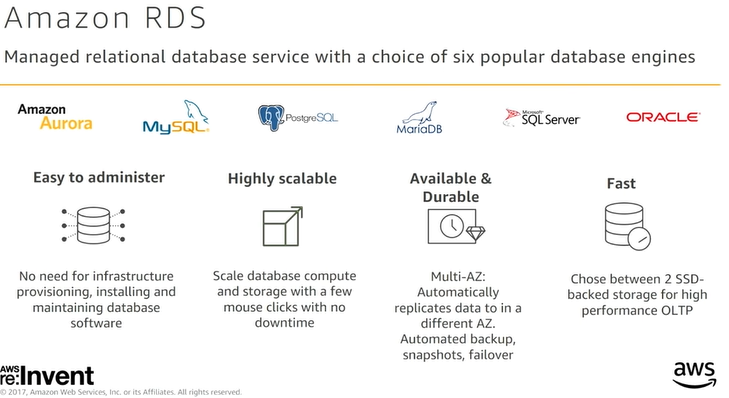 Amazon RDS
Managed relational database service with a choice of six popular database engines
Amazon
Aurora
MySQL
PostgreSQL
MariaDB
Microsoft
SQL Server
ORACLE
Easy to administer
No need for infrastructure
provisioning, installing and
maintaining database
software
Highly scalable
Scale database compute
and storage with a few
mouse clicks with no
downtime
Available &
Durable
Multi-AZ:
Automatically
replicates data to in a
different AZ.
Automated backup,
snapshots, failover
Fast
Chose between 2 SSD-
backed storage for high
performance OLTP
AWS
re:Invent
© 2017, Amazon Web Services, Inc. or its Affiliates. All rights reserved.
aws